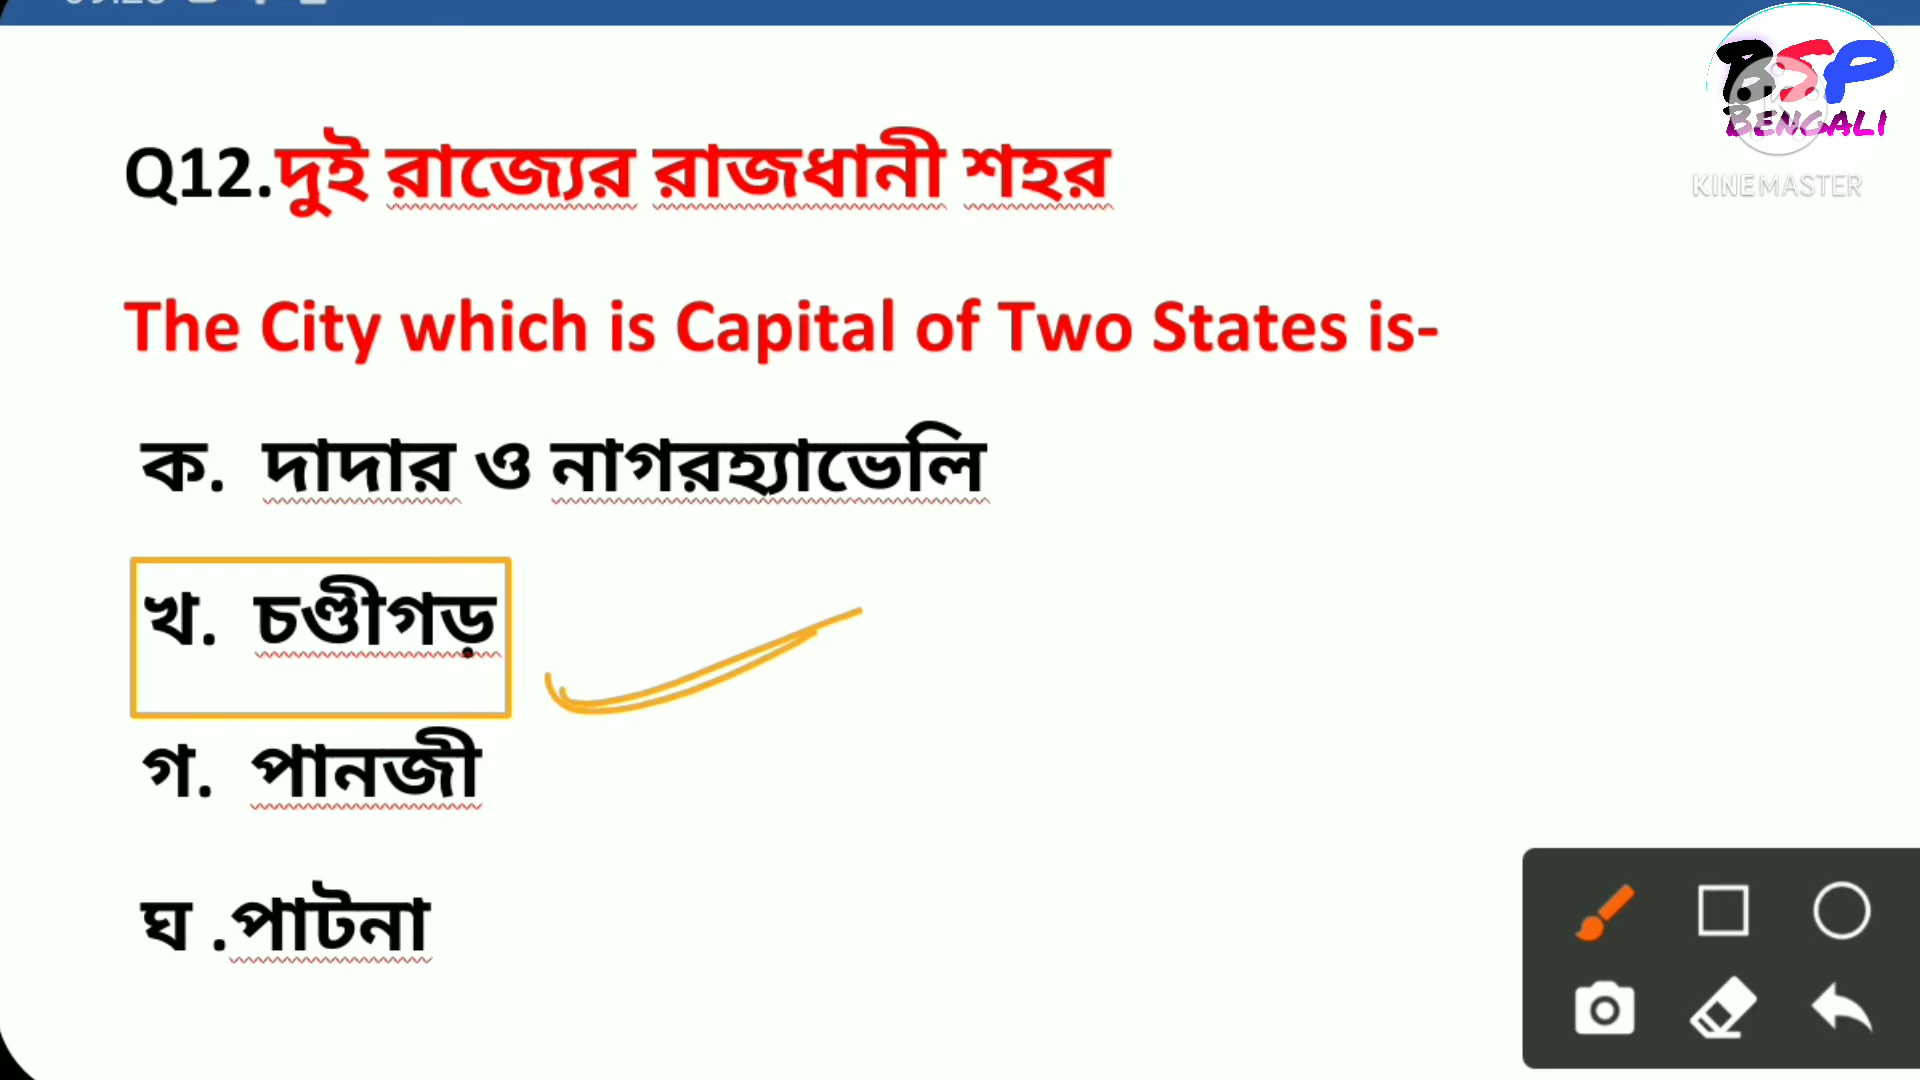 BSP
BENGALI
KINEMASTER
Q12.দুই রাজ্যের রাজধানী শহর
The City which is Capital of Two States is-
ক. দাদার ও নাগরহ্যাভেলি
খ. চণ্ডীগড়
গ. পানজী
ঘ .পাটনা